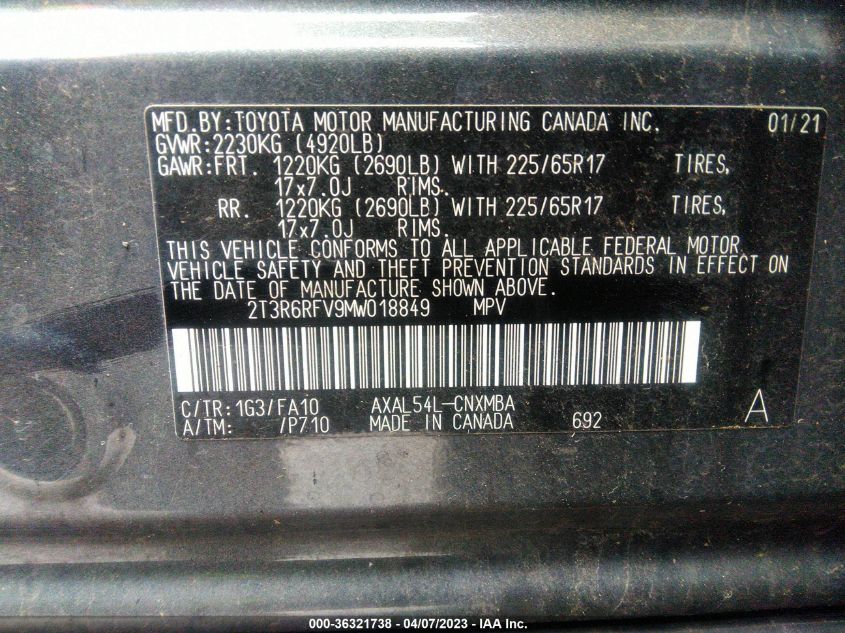 MFD.BY:TOYOTA MOTOR MANUFACTURING CANADA INC. 01/21
GVWR:2230KG (4920LB)
GAWR:FRT. 1220KG (2690LB) WITH 225/65R17 TIRES,
17x7.0J RIMS.
RR. 1220KG (2690LB) WITH 225/65R17 TIRES,
17x7.0J RIMS.
THIS VEHICLE CONFORMS TO ALL APPLICABLE FEDERAL MOTOR
VEHICLE SAFETY AND THEFT PREVENTION STANDARDS IN EFFECT ON
THE DATE OF MANUFACTURE SHOWN ABOVE.
2T3R6RFV9MW018849 MPV
C/TR:1G3/FA10 AXAL54L-CNXMBA
A/TM: /P710 MADE IN CANADA 692 A
000-36321738 - 04/07/2023 - IAA Inc.